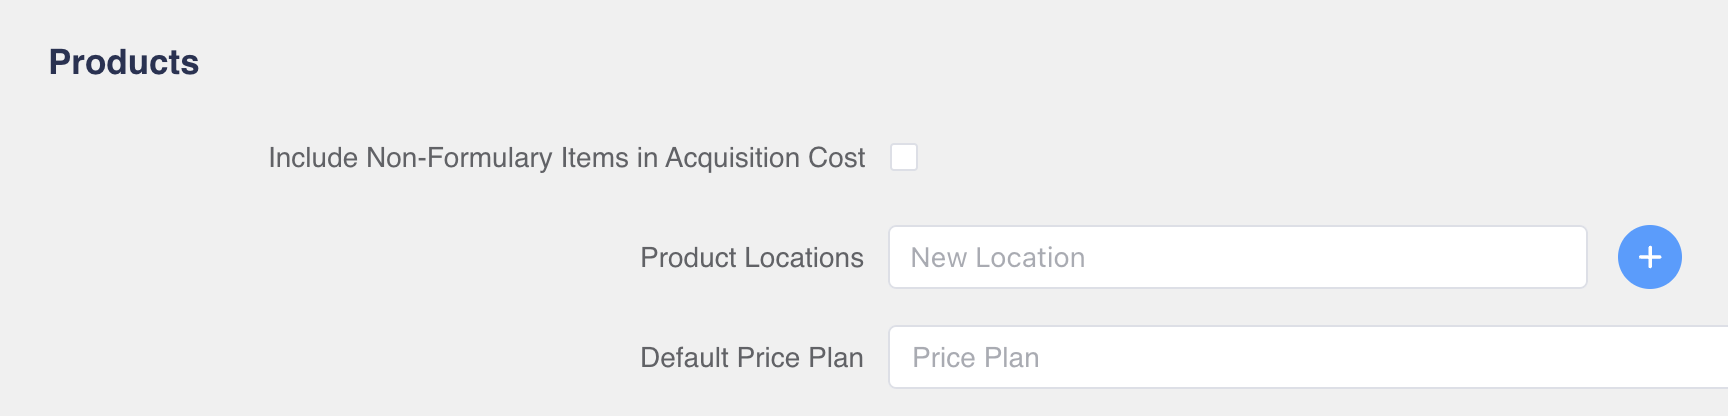 Products
Include Non-Formulary Items in Acquisition Cost
Product Locations New Location
Default Price Plan Price Plan